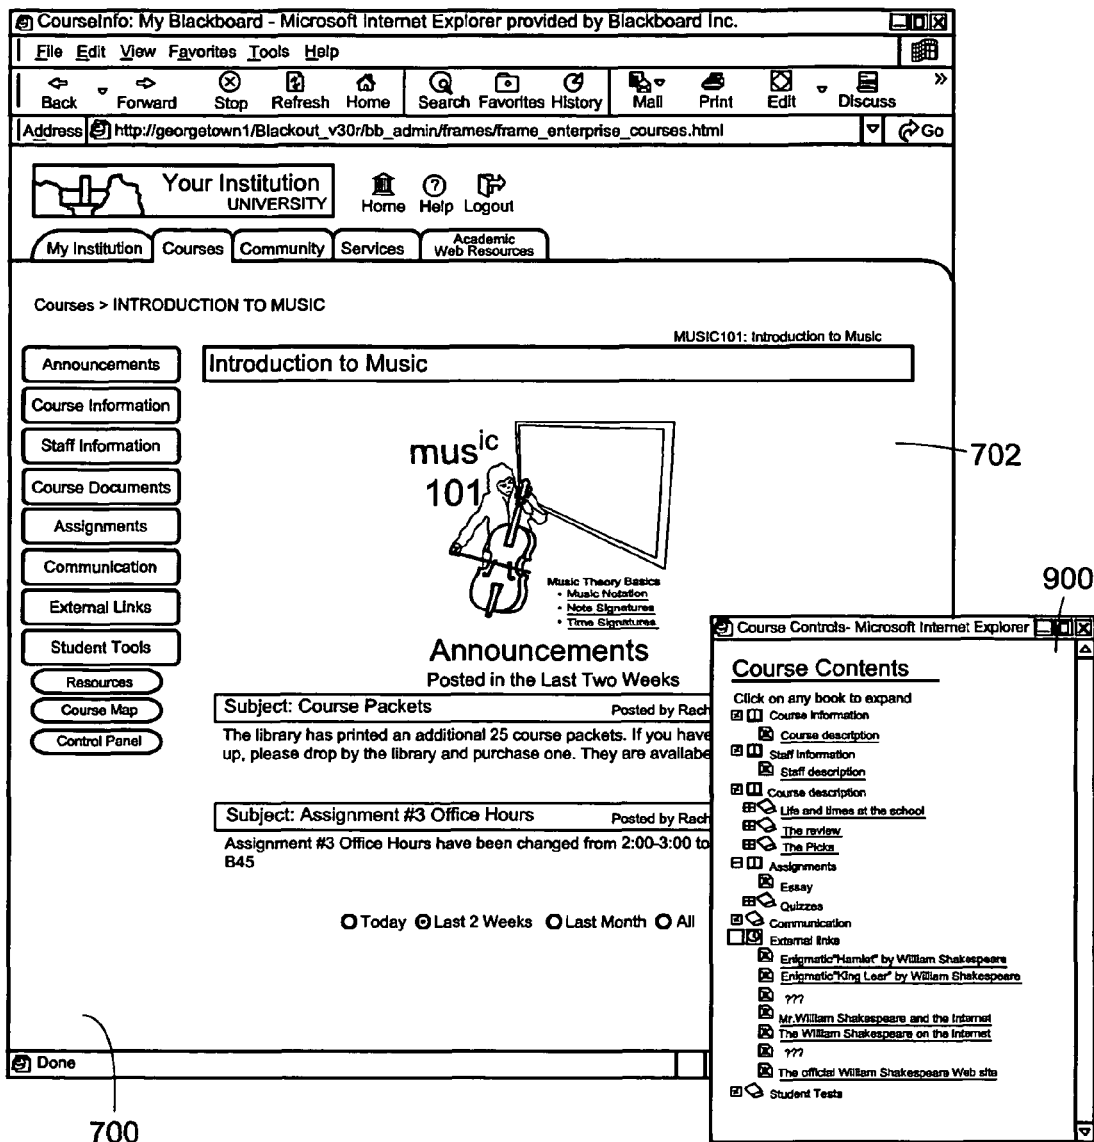 CourseInfo: My Blackboard - Microsoft Internet Explorer provided by Blackboard Inc.
File Edit View Favorites Tools Help
Back Forward Stop Refresh Home Search Favorites History Mail Print Edit Discuss »
Address http://georgetown1/Blackout_v30r/bb_admin/frames/frame_enterprise_courses.html Go
Your Institution
UNIVERSITY
Home Help Logout
My Institution Courses Community Services Academic Web Resources
Courses > INTRODUCTION TO MUSIC
MUSIC101: Introduction to Music
Introduction to Music
Announcements
Course Information
Staff Information
Course Documents
Assignments
Communication
External Links
Student Tools
Resources
Course Map
Control Panel
702
music
101
Music Theory Basics
• Music Notation
• Note Signatures
• Time Signatures
Announcements
Posted in the Last Two Weeks
Subject: Course Packets Posted by Rach
The library has printed an additional 25 course packets. If you have
up, please drop by the library and purchase one. They are availabe
Subject: Assignment #3 Office Hours Posted by Rach
Assignment #3 Office Hours have been changed from 2:00-3:00 to
B45
Today Last 2 Weeks Last Month All
Done
700
900
Course Controls- Microsoft Internet Explorer
Course Contents
Click on any book to expand
Course Information
Course description
Staff Information
Staff description
Course description
Life and times at the school
The review
The Picks
Assignments
Essay
Quizzes
Communication
External links
Enigmatic"Hamlet" by William Shakespeare
Enigmatic"King Lear" by William Shakespeare
???
Mr.William Shakespeare and the Internet
The William Shakespeare on the Internet
???
The official William Shakespeare Web site
Student Tests